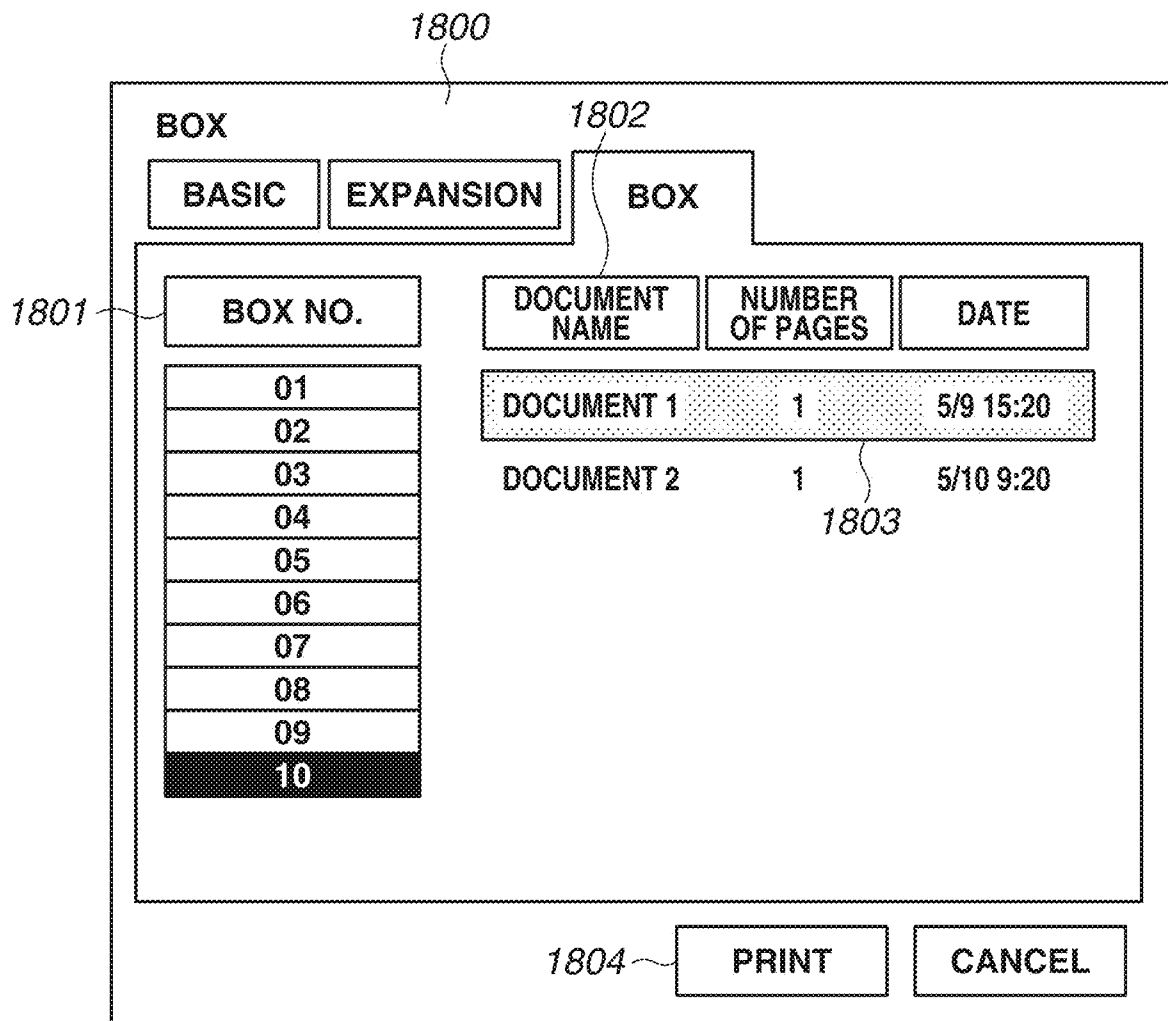 1800
BOX
1802
BASIC EXPANSION BOX
1801
BOX NO.
DOCUMENT NAME
NUMBER OF PAGES
DATE
01
02
03
04
05
06
07
08
09
10
DOCUMENT 1 1 5/9 15:20
DOCUMENT 2 1 5/10 9:20
1803
1804
PRINT CANCEL